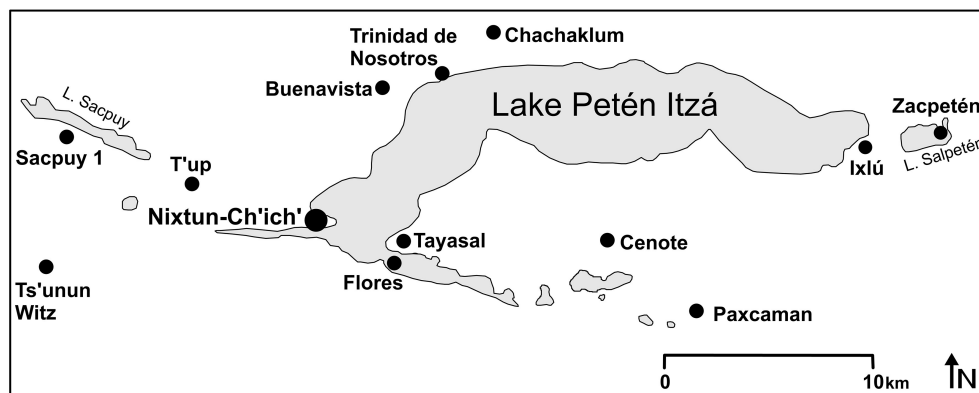 Trinidad de
Nosotros
Chachaklum
Buenavista
Lake Petén Itzá
L. Sacpuy
Zacpetén
Sacpuy 1
T'up
L. Salpetén
Ixlú
Nixtun-Ch'ich'
Tayasal
Cenote
Flores
Ts'unun
Witz
Paxcaman
0
10km
N